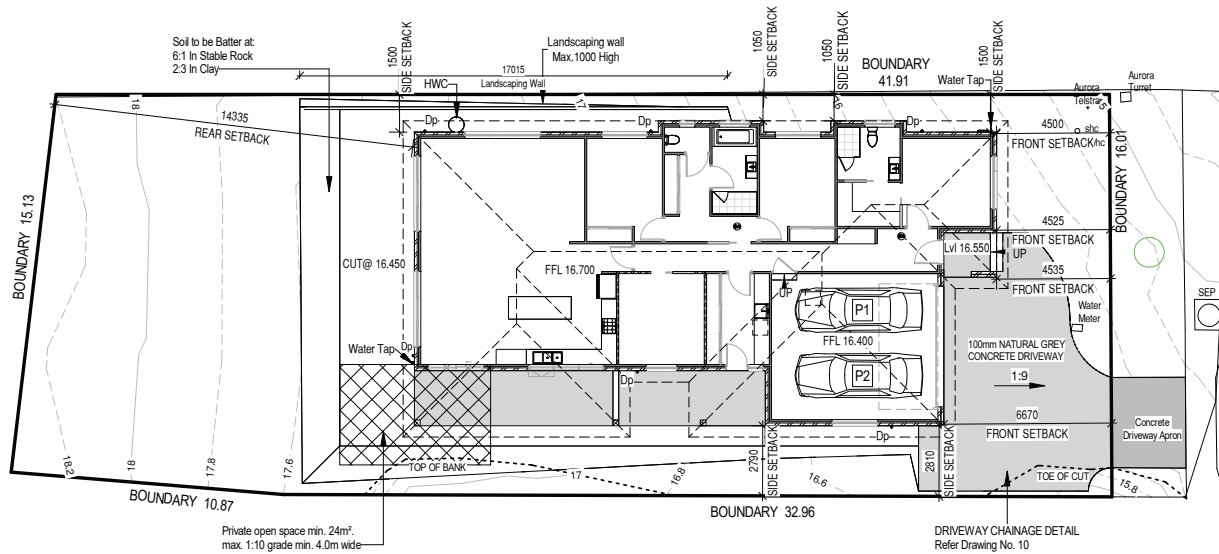 Soil to be Batter at:
6:1 In Stable Rock
2:3 In Clay
1500
SIDE SETBACK
17015
Landscaping wall
Max.1000 High
Landscaping Wall
HWC
1050
SIDE SETBACK
1050
SIDE SETBACK
BOUNDARY
41.91
1500
SIDE SETBACK
Water Tap
Aurora
Telstra
Aurora
Turret
18
14335
REAR SETBACK
17
16
Dp
Dp
Dp
4500
shc
FRONT SETBACK
BOUNDARY 16.01
BOUNDARY 15.13
CUT@ 16.450
FFL 16.700
Lvl 16.550
4525
FRONT SETBACK
UP
4535
FRONT SETBACK
UP
P1
FFL 16.400
P2
Water
Meter
SEP
100mm NATURAL GREY
CONCRETE DRIVEWAY
1:9
Water Tap
Dp
Dp
Dp
6670
FRONT SETBACK
Concrete
Driveway Apron
TOP OF BANK
2790
SIDE SETBACK
2810
SIDE SETBACK
TOE OF CUT
18.2
18
17.8
17.6
17
16.8
16.6
15.8
BOUNDARY 10.87
BOUNDARY 32.96
Private open space min. 24m².
max. 1:10 grade min. 4.0m wide
DRIVEWAY CHAINAGE DETAIL
Refer Drawing No. 10